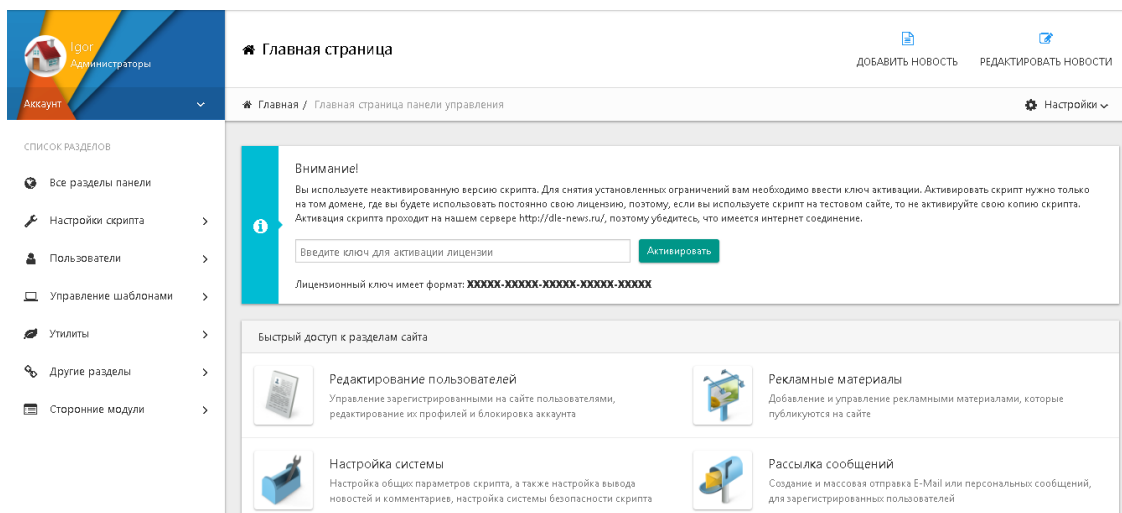 Igor
Администраторы
Аккаунт
Главная страница
ДОБАВИТЬ НОВОСТЬ
РЕДАКТИРОВАТЬ НОВОСТИ
Главная / Главная страница панели управления
Настройки
СПИСОК РАЗДЕЛОВ
Все разделы панели
Настройки скрипта
Пользователи
Управление шаблонами
Утилиты
Другие разделы
Сторонние модули
Внимание!
Вы используете неактивированную версию скрипта. Для снятия установленных ограничений вам необходимо ввести ключ активации. Активировать скрипт нужно только
на том домене, где вы будете использовать постоянно свою лицензию, поэтому, если вы используете скрипт на тестовом сайте, то не активируйте свою копию скрипта.
Активация скрипта проходит на нашем сервере http://dle-news.ru/, поэтому убедитесь, что имеется интернет соединение.
Введите ключ для активации лицензии
Активировать
Лицензионный ключ имеет формат: XXXXX-XXXXX-XXXXX-XXXXX-XXXXX
Быстрый доступ к разделам сайта
Редактирование пользователей
Управление зарегистрированными на сайте пользователями,
редактирование их профилей и блокировка аккаунта
Рекламные материалы
Добавление и управление рекламными материалами, которые
публикуются на сайте
Настройка системы
Настройка общих параметров скрипта, а также настройка вывода
новостей и комментариев, настройка системы безопасности скрипта
Рассылка сообщений
Создание и массовая отправка E-Mail или персональных сообщений,
для зарегистрированных пользователей